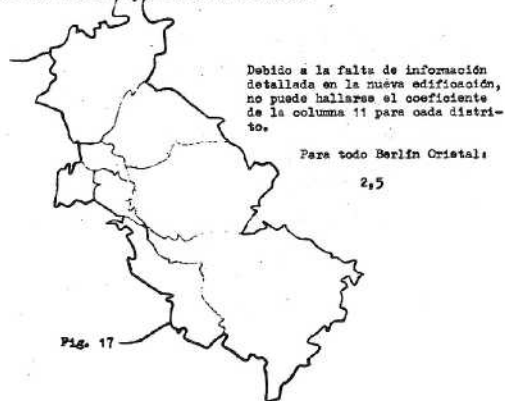 Debido a la falta de información
detallada en la nueva edificación,
no puede hallarse el coeficiente
de la columna 11 para cada distri-
to.
Para todo Berlín Oriental:
2,5
Fig. 17